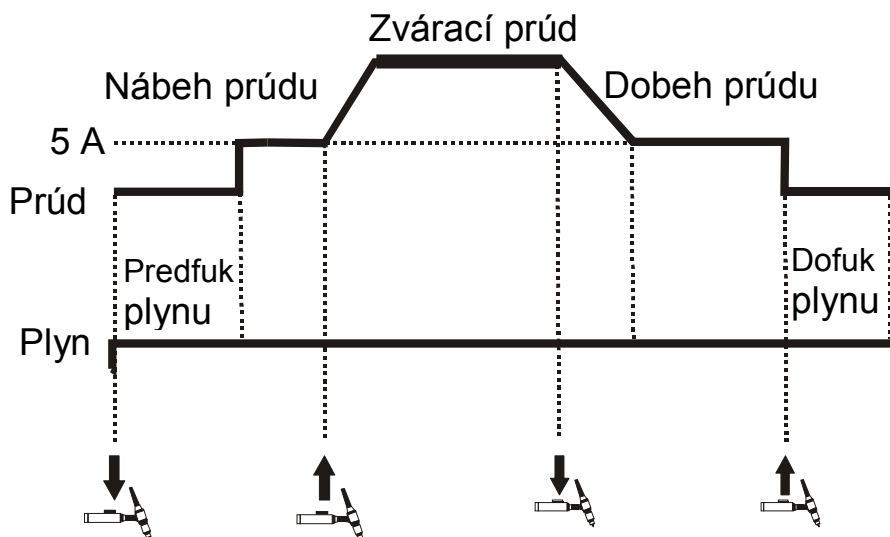 Zvárací prúd
Nábeh prúdu
Dobeh prúdu
5 A
Prúd
Predfuk
plynu
Dofuk
plynu
Plyn